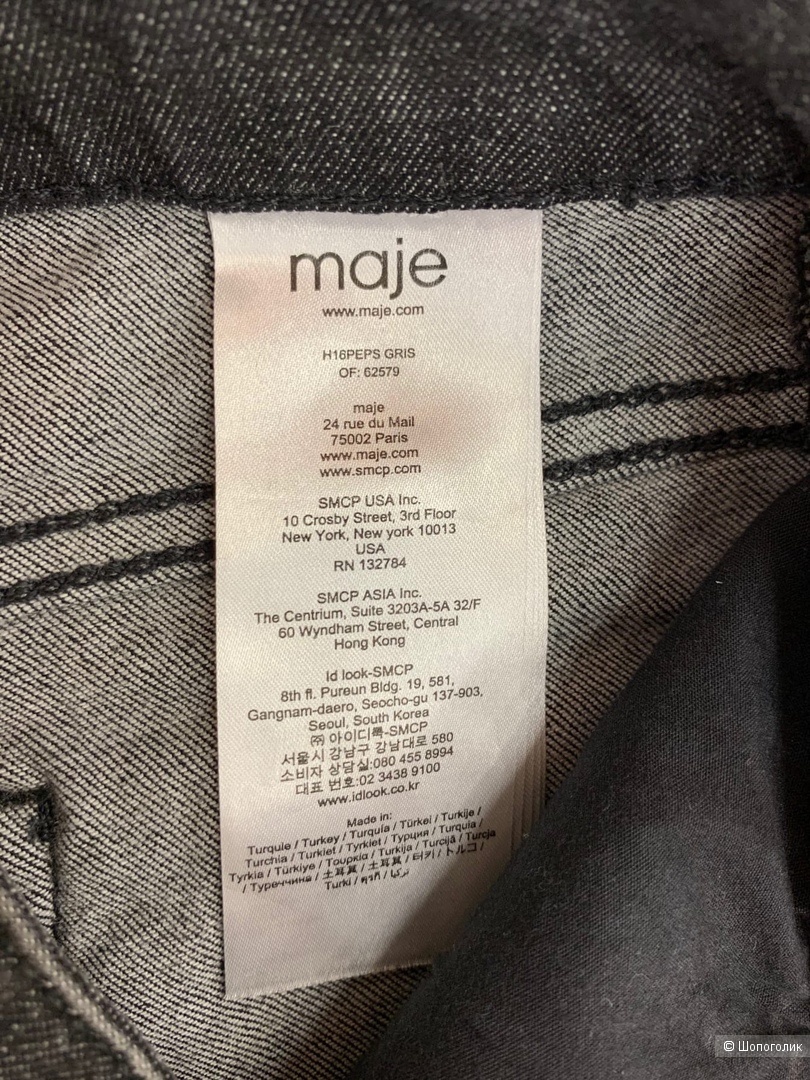 maje
www.maje.com
H16PEPS GRIS
OF: 62579
maje
24 rue du Mail
75002 Paris
www.maje.com
www.smcp.com
SMCP USA Inc.
10 Crosby Street, 3rd Floor
New York, New york 10013
USA
RN 132784
SMCP ASIA Inc.
The Centrium, Suite 3203A-5A 32/F
60 Wyndham Street, Central
Hong Kong
Id look-SMCP
8th fl. Pureun Bldg. 19, 581,
Gangnam-daero, Seocho-gu 137-903,
Seoul, South Korea
㈜ 아이디룩-SMCP
서울시 강남구 강남대로 580
소비자 상담실:080 455 8994
대표 번호:02 3438 9100
www.idlook.co.kr
Made in:
Turquie / Turkey / Turquía / Türkei / Turkije /
Turchia / Turkiet / Tyrkiet / Турция / Turquia /
Tyrkia / Türkiye / Τουρκία / Turkija / Turcijā / Turcja
/ Туреччина / 土耳其 / 土耳其 / 터키 / トルコ /
Turki / ตุรกี / تركيا
© Шопоголик